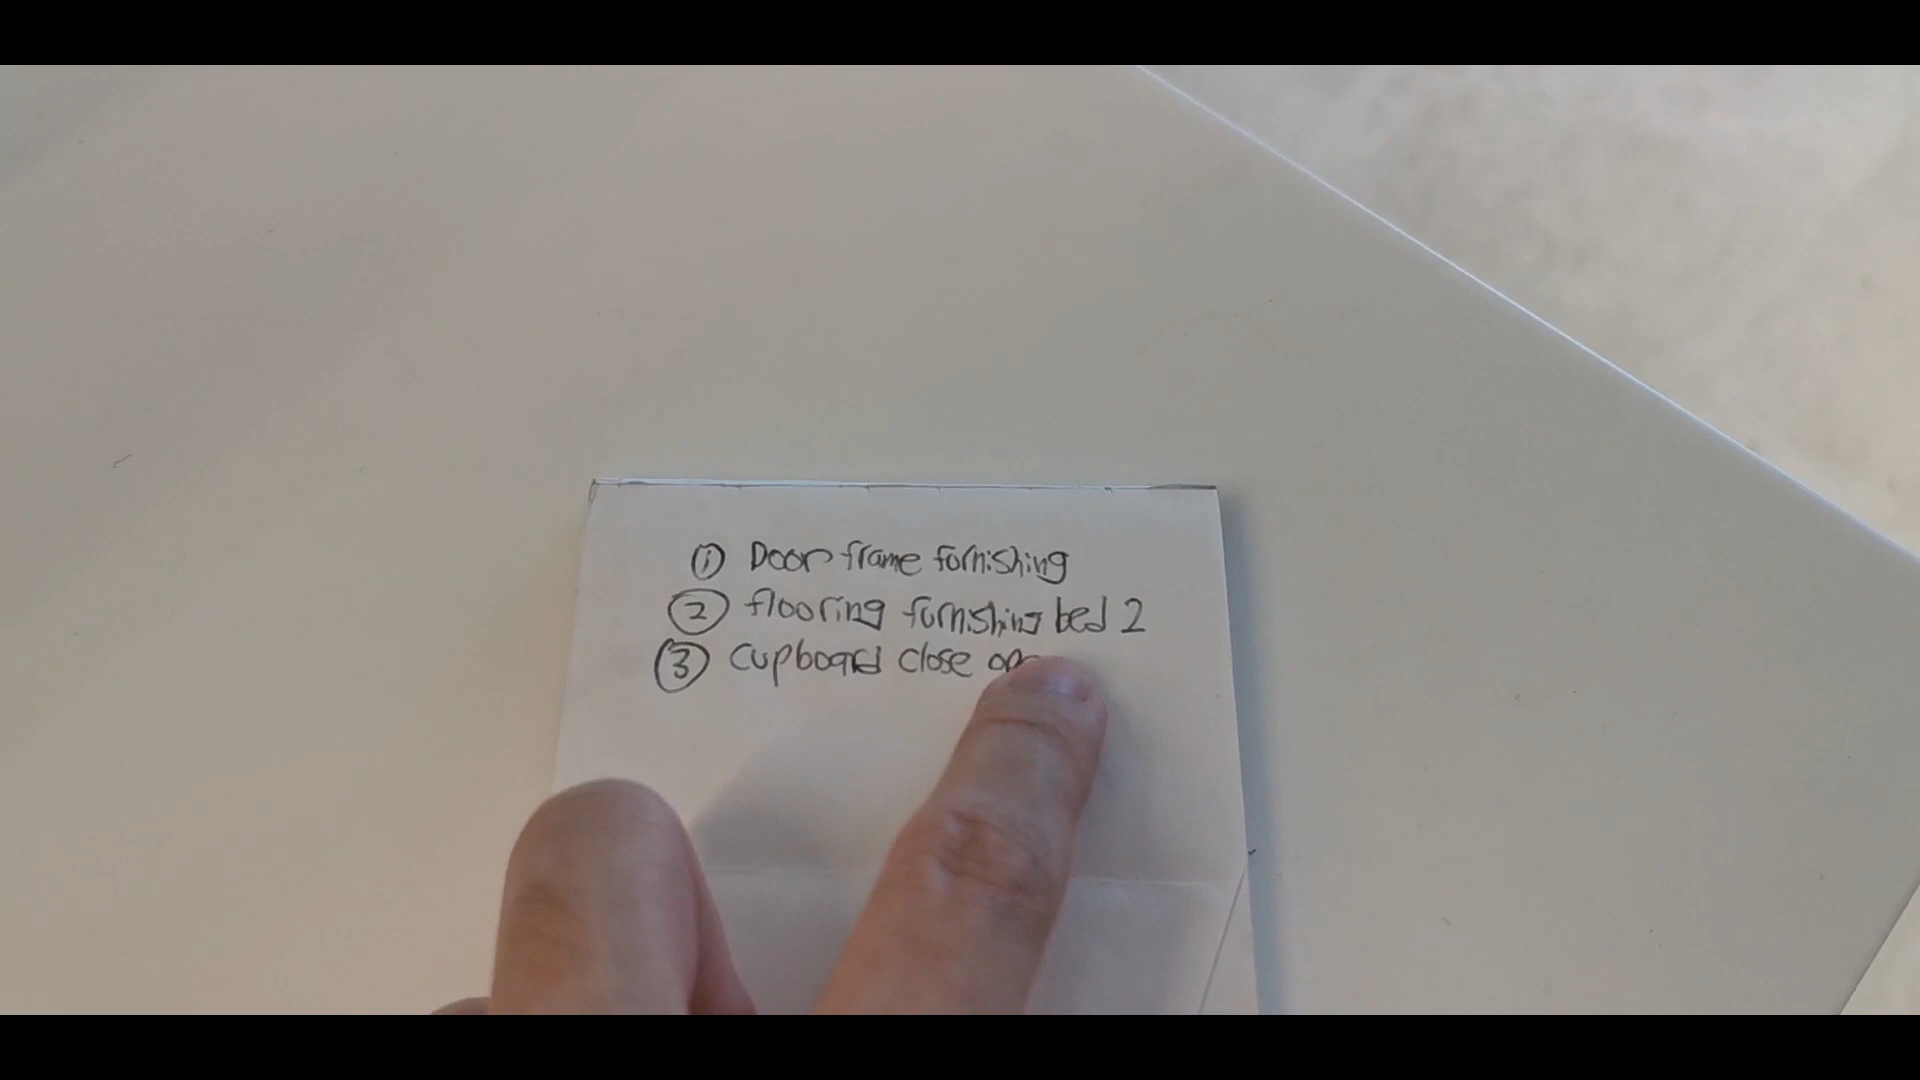 ① Door frame furnishing
② flooring furnishing bed 2
③ cupboard close